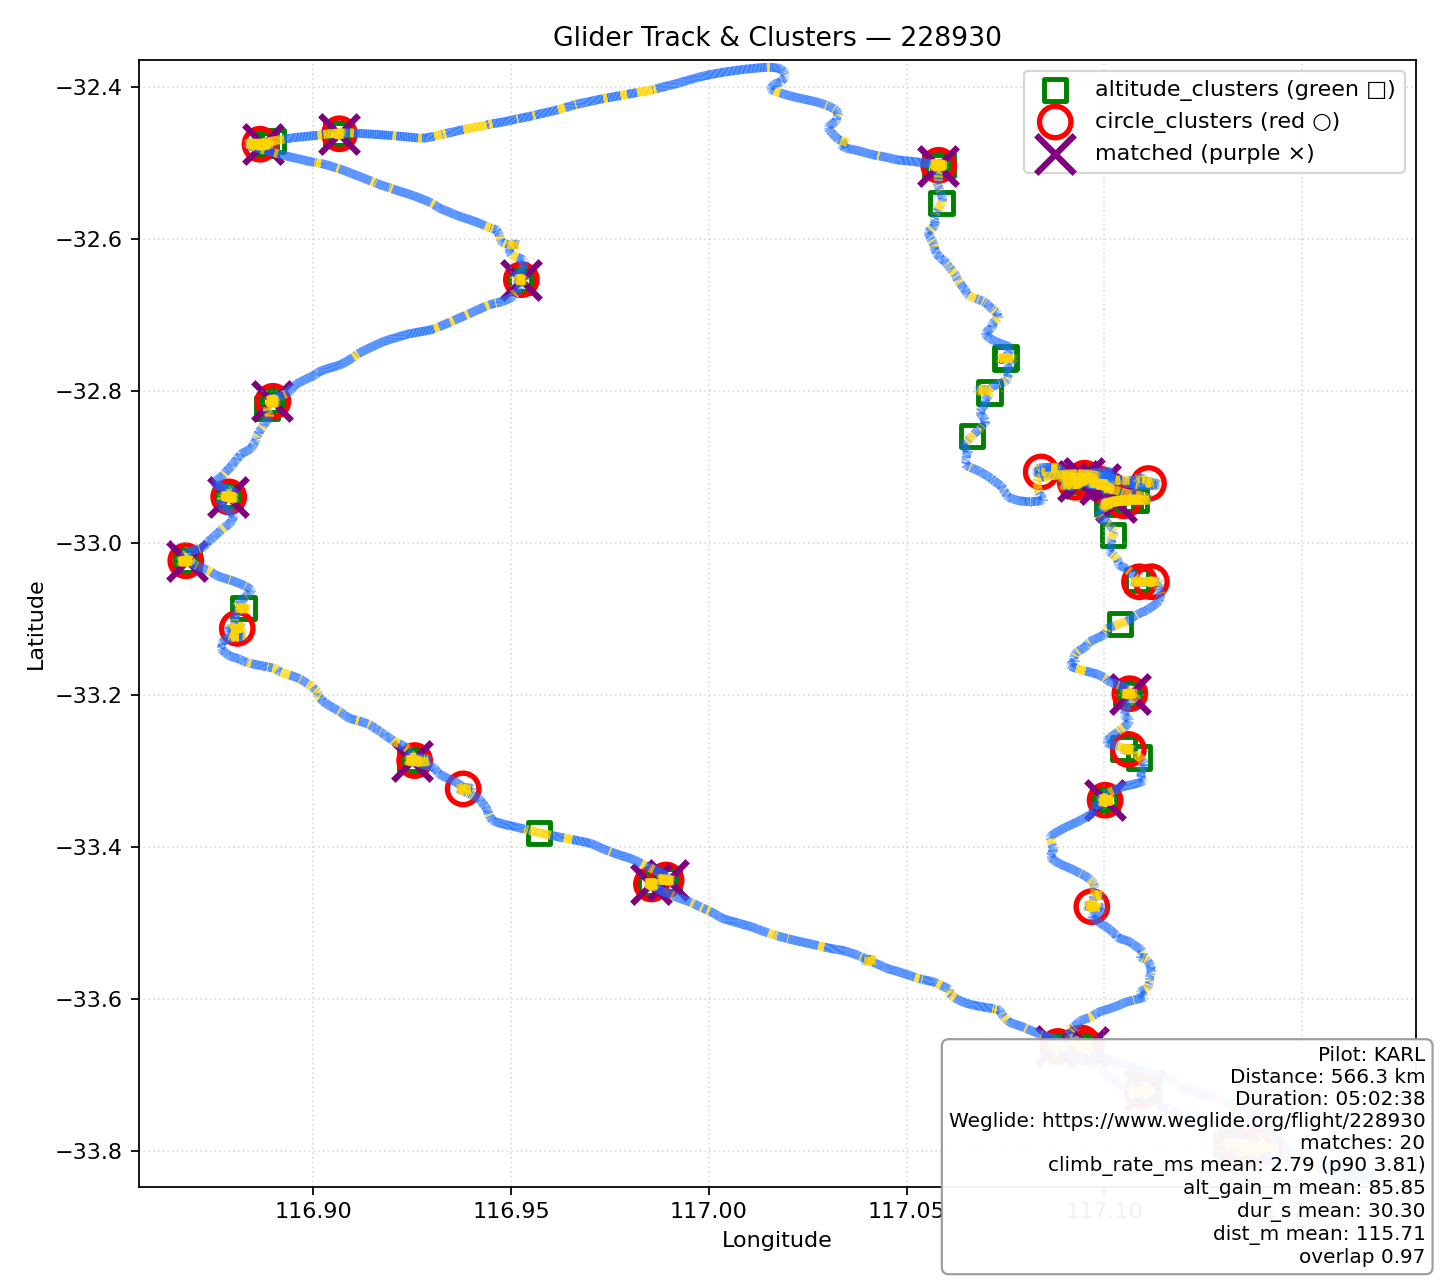 Glider Track & Clusters — 228930
altitude_clusters (green □)
circle_clusters (red ○)
matched (purple ×)
−32.4
−32.6
−32.8
−33.0
−33.2
−33.4
−33.6
−33.8
Latitude
116.90
116.95
117.00
117.05
117.10
Longitude
Pilot: KARL
Distance: 566.3 km
Duration: 05:02:38
Weglide: https://www.weglide.org/flight/228930
matches: 20
climb_rate_ms mean: 2.79 (p90 3.81)
alt_gain_m mean: 85.85
dur_s mean: 30.30
dist_m mean: 115.71
overlap 0.97